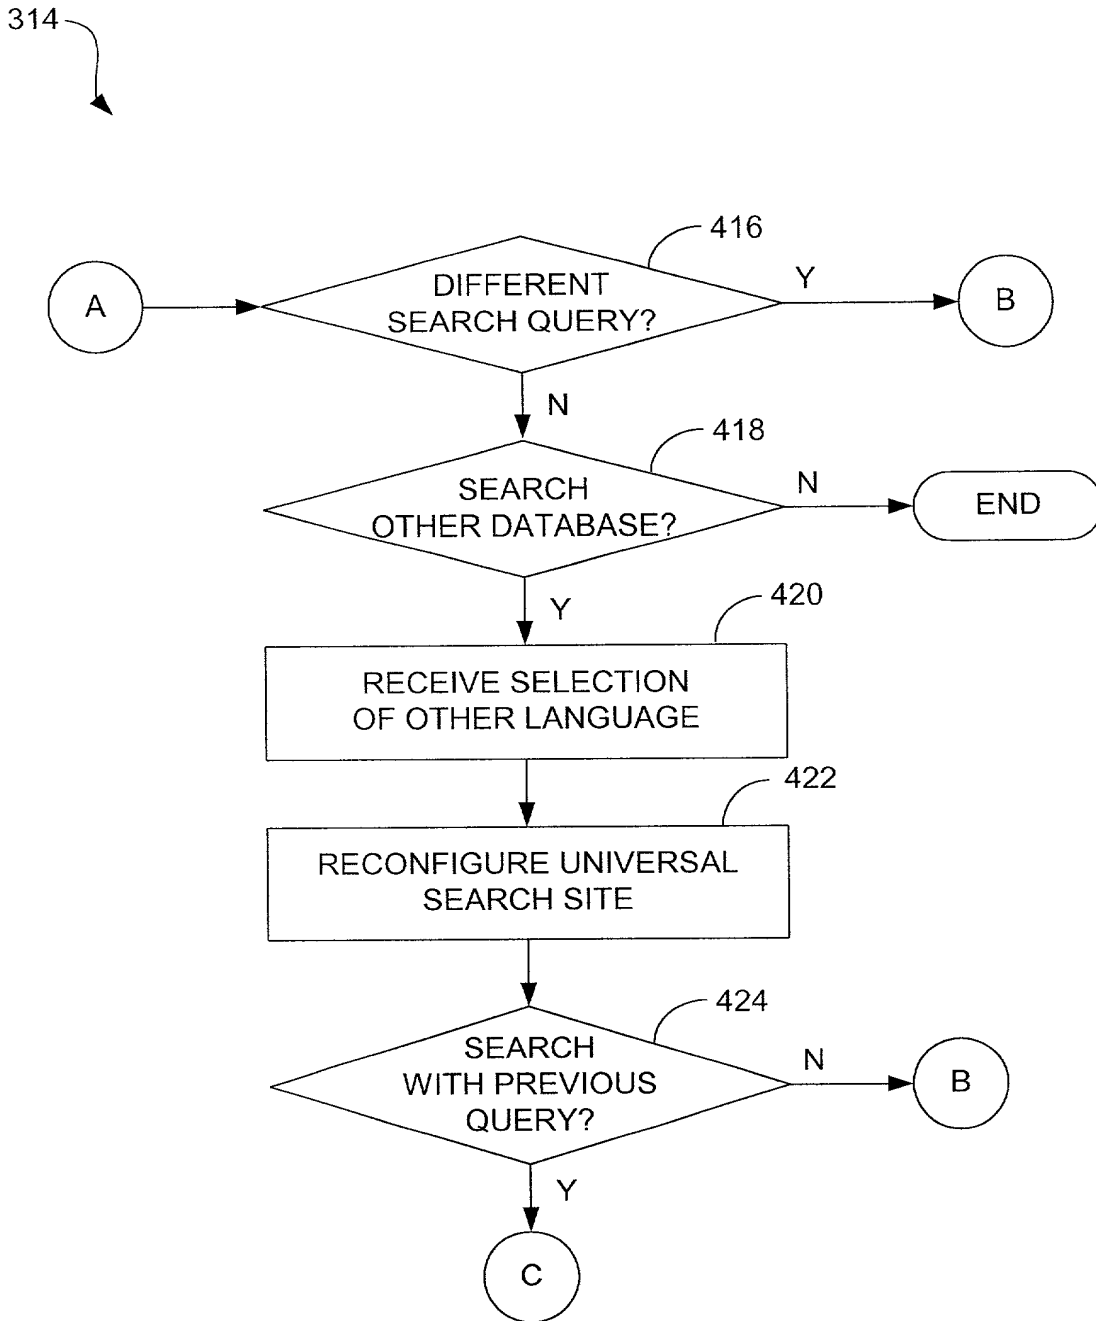 314
416
A
DIFFERENT
SEARCH QUERY?
Y
B
N
418
SEARCH
OTHER DATABASE?
N
END
Y
420
RECEIVE SELECTION
OF OTHER LANGUAGE
422
RECONFIGURE UNIVERSAL
SEARCH SITE
424
SEARCH
WITH PREVIOUS
QUERY?
N
B
Y
C